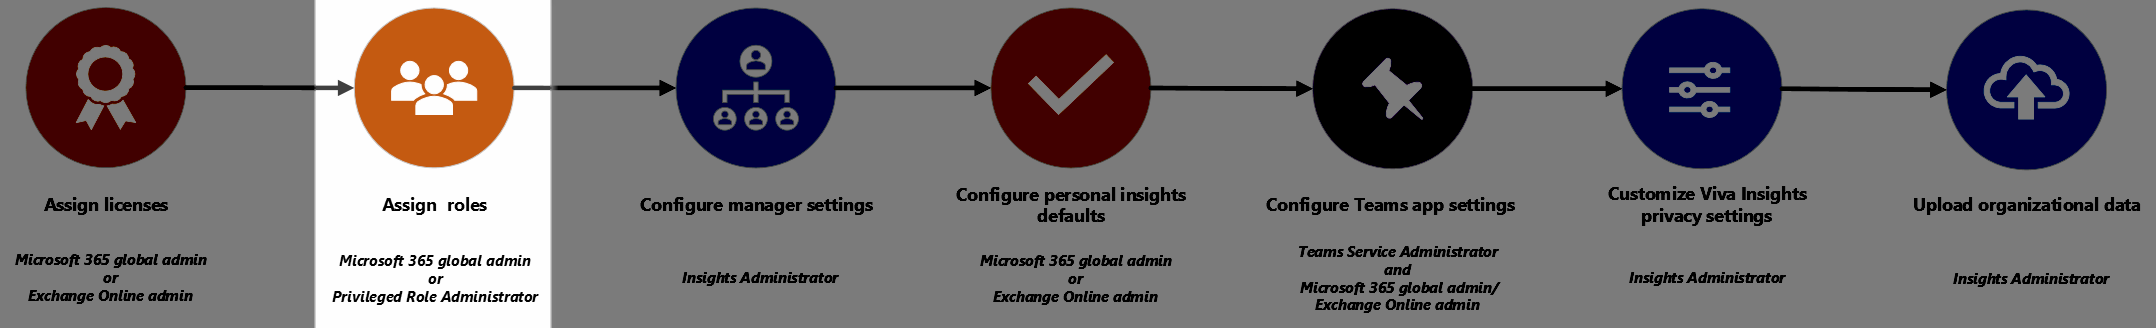 Assign licenses
Microsoft 365 global admin
or
Exchange Online admin
Assign roles
Microsoft 365 global admin
or
Privileged Role Administrator
Configure manager settings
Insights Administrator
Configure personal insights
defaults
Microsoft 365 global admin
or
Exchange Online admin
Configure Teams app settings
Teams Service Administrator
and
Microsoft 365 global admin/
Exchange Online admin
Customize Viva Insights
privacy settings
Insights Administrator
Upload organizational data
Insights Administrator